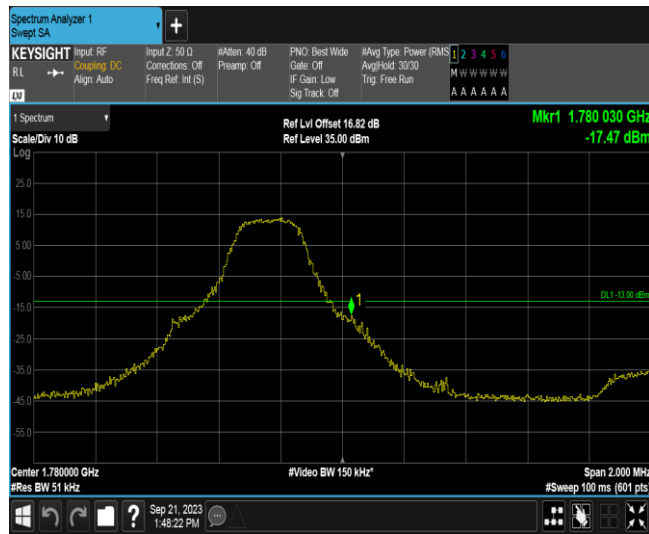 Spectrum Analyzer 1
Swept SA
+
KEYSIGHT
RL
LXI
Input: RF
Coupling: DC
Align: Auto
Input Z: 50 Ω
Corrections: Off
Freq Ref: Int (S)
#Atten: 40 dB
Preamp: Off
PNO: Best Wide
Gate: Off
IF Gain: Low
Sig Track: Off
#Avg Type: Power (RMS
Avg|Hold: 30/30
Trig: Free Run
1 2 3 4 5 6
M W W W W W
A A A A A A
1 Spectrum
Scale/Div 10 dB
Ref Lvl Offset 16.82 dB
Ref Level 35.00 dBm
Mkr1 1.780 030 GHz
-17.47 dBm
Log
25.0
15.0
5.00
-5.00
-15.0
-25.0
-35.0
-45.0
-55.0
1
DL1 -13.00 dBm
Center 1.780000 GHz
#Res BW 51 kHz
#Video BW 150 kHz*
Span 2.000 MHz
#Sweep 100 ms (601 pts
?
Sep 21, 2023
1:48:22 PM